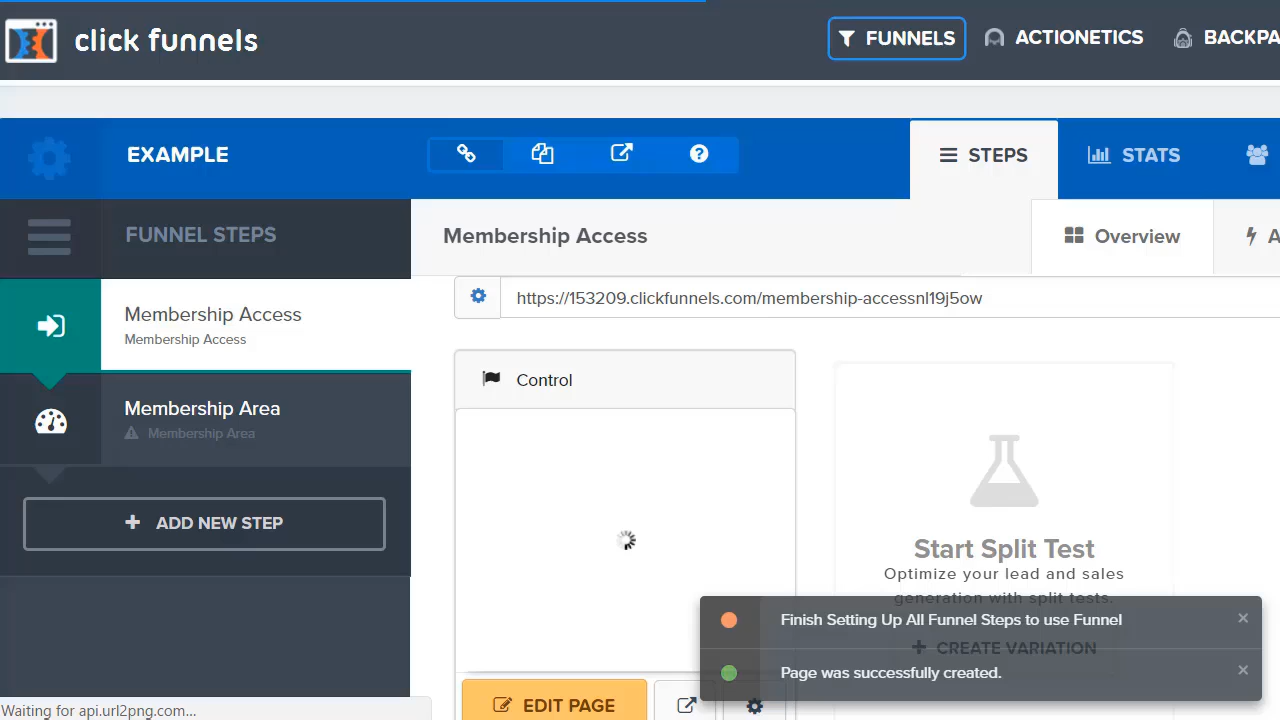 click funnels
FUNNELS
ACTIONETICS
BACKPA
EXAMPLE
STEPS
STATS
FUNNEL STEPS
Membership Access
Overview
A
Membership Access
Membership Access
https://153209.clickfunnels.com/membership-accessnl19j5ow
Control
Membership Area
Membership Area
ADD NEW STEP
Start Split Test
Optimize your lead and sales
generation with split tests.
Finish Setting Up All Funnel Steps to use Funnel
CREATE VARIATION
Page was successfully created.
EDIT PAGE
Waiting for api.url2png.com...